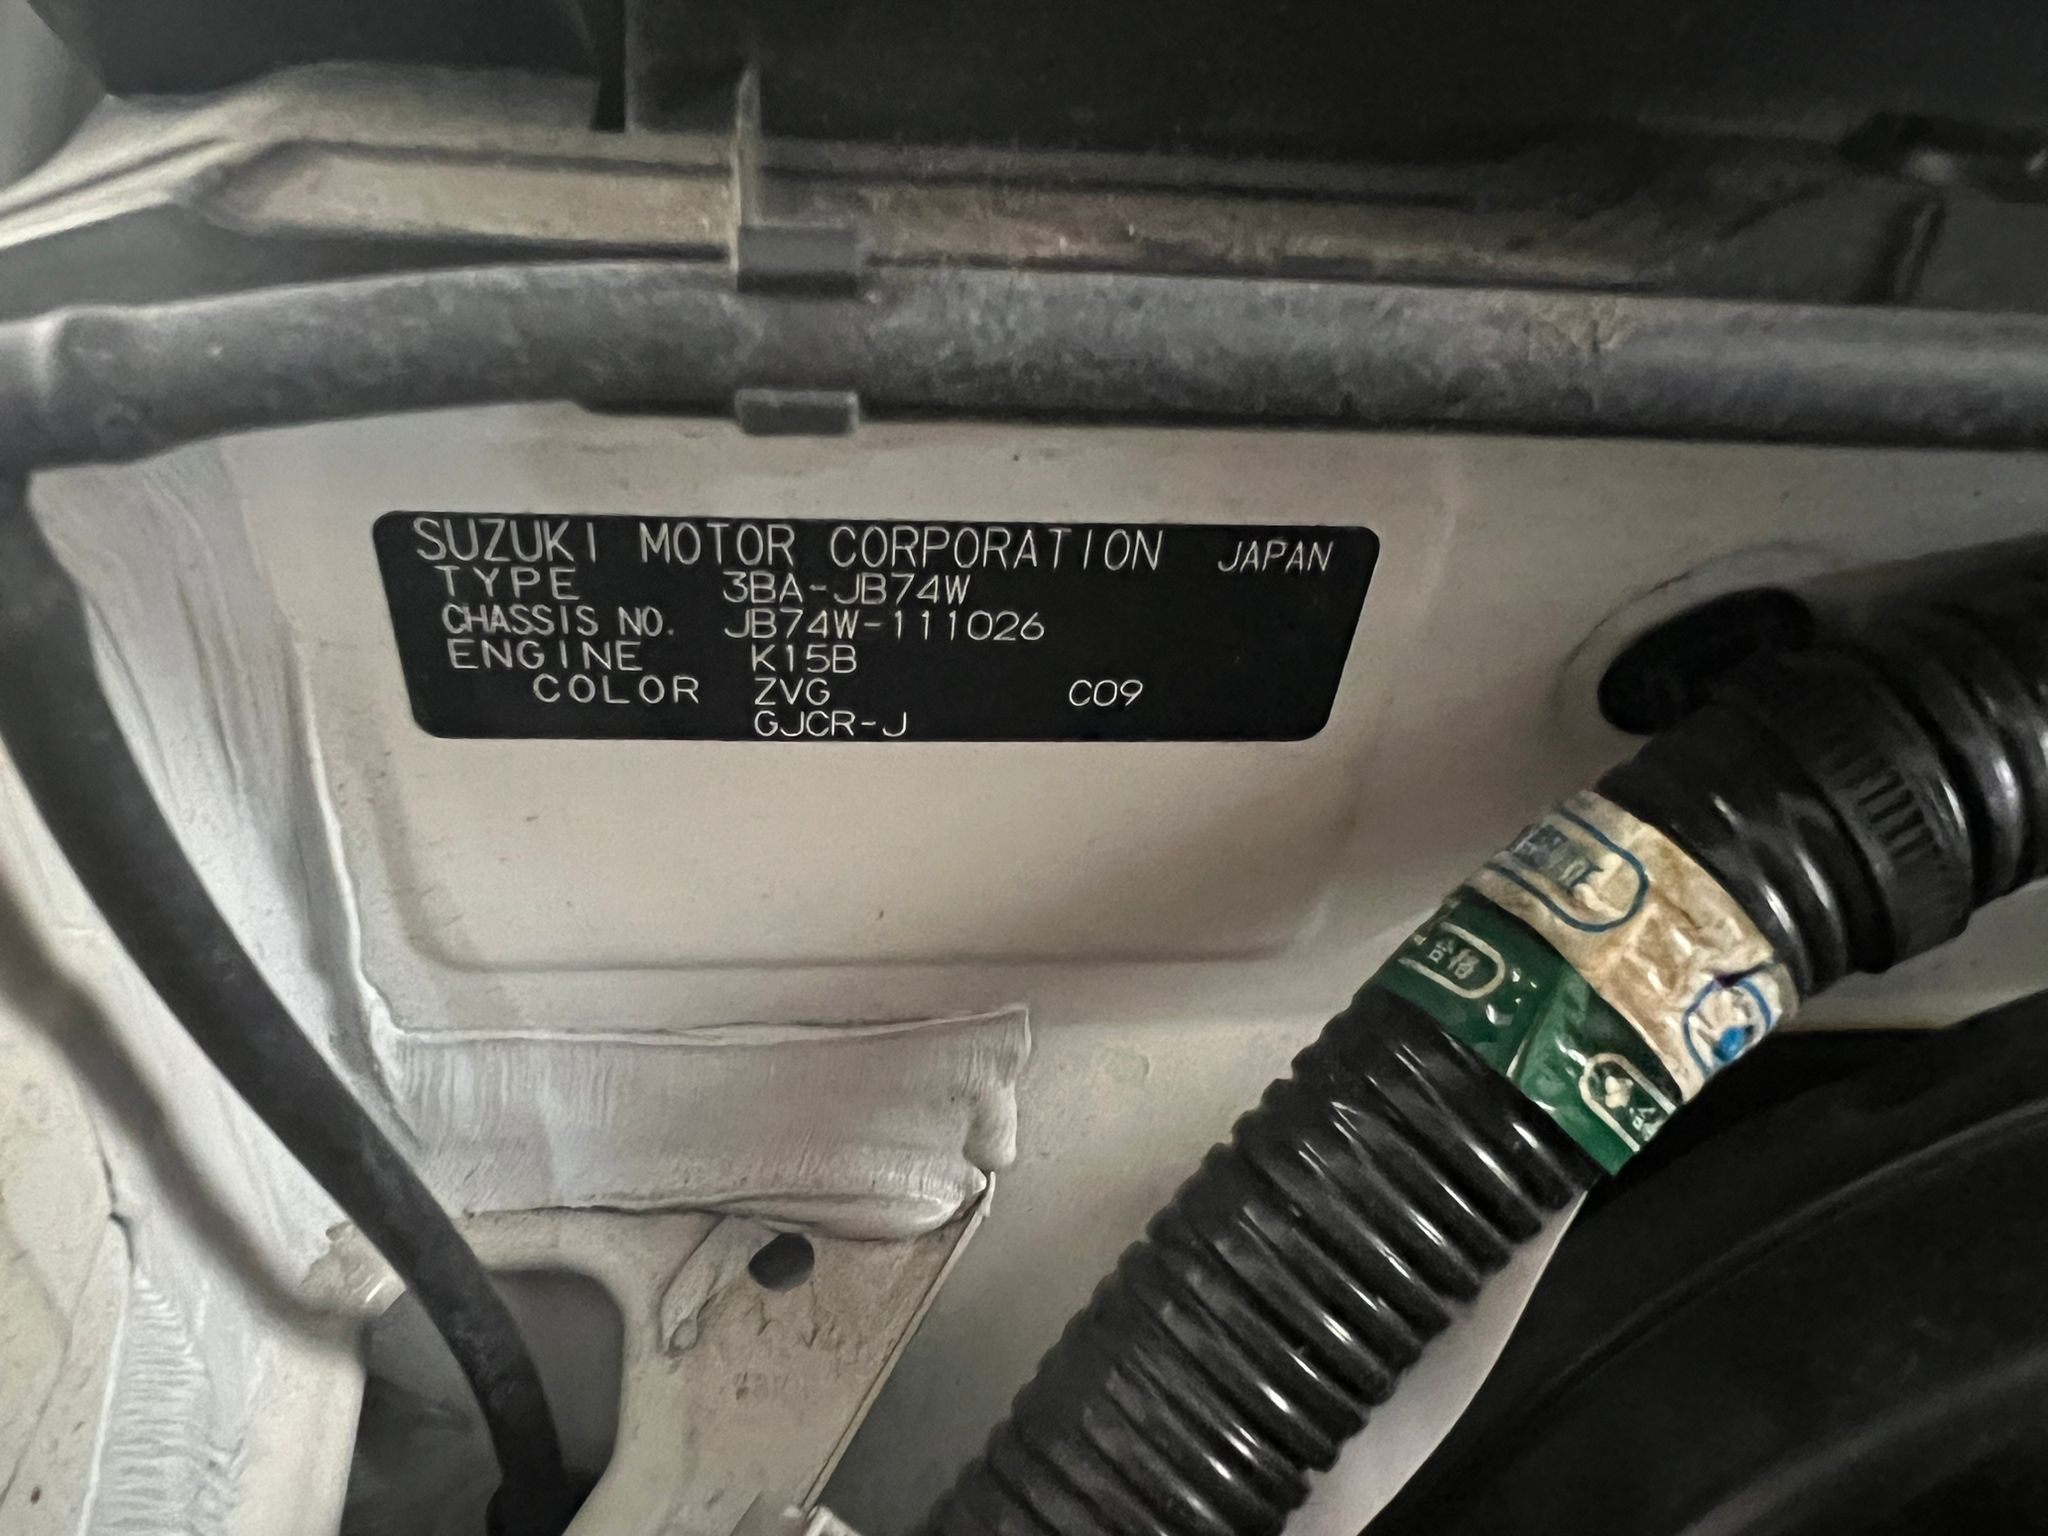 SUZUKI MOTOR CORPORATION JAPAN
TYPE 3BA-JB74W
CHASSIS NO. JB74W-111026
ENGINE K15B
COLOR ZVG C09
GJCR-J